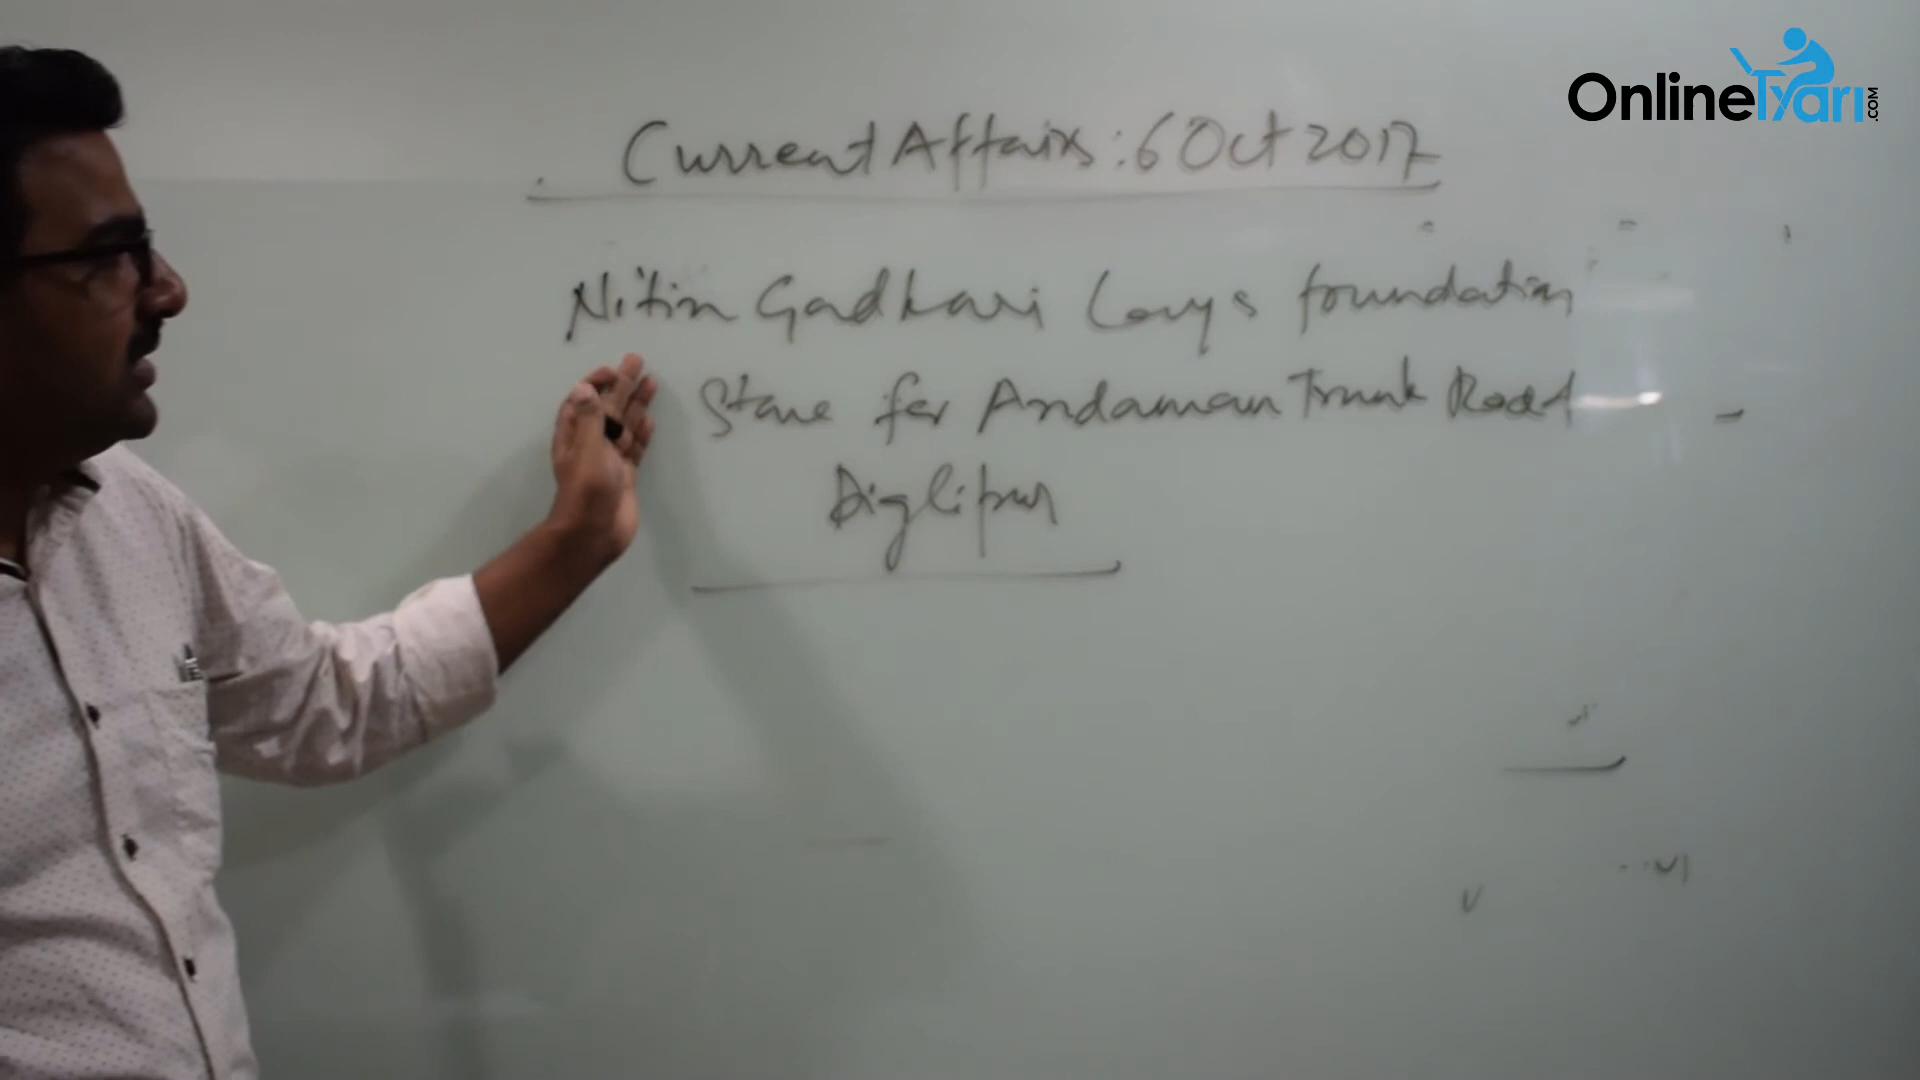 OnlineTyari.COM
Current Affairs: 6 Oct 2017
Nitin Gadkari Lays foundation
Stone for Andaman Trunk Road
Diglipur